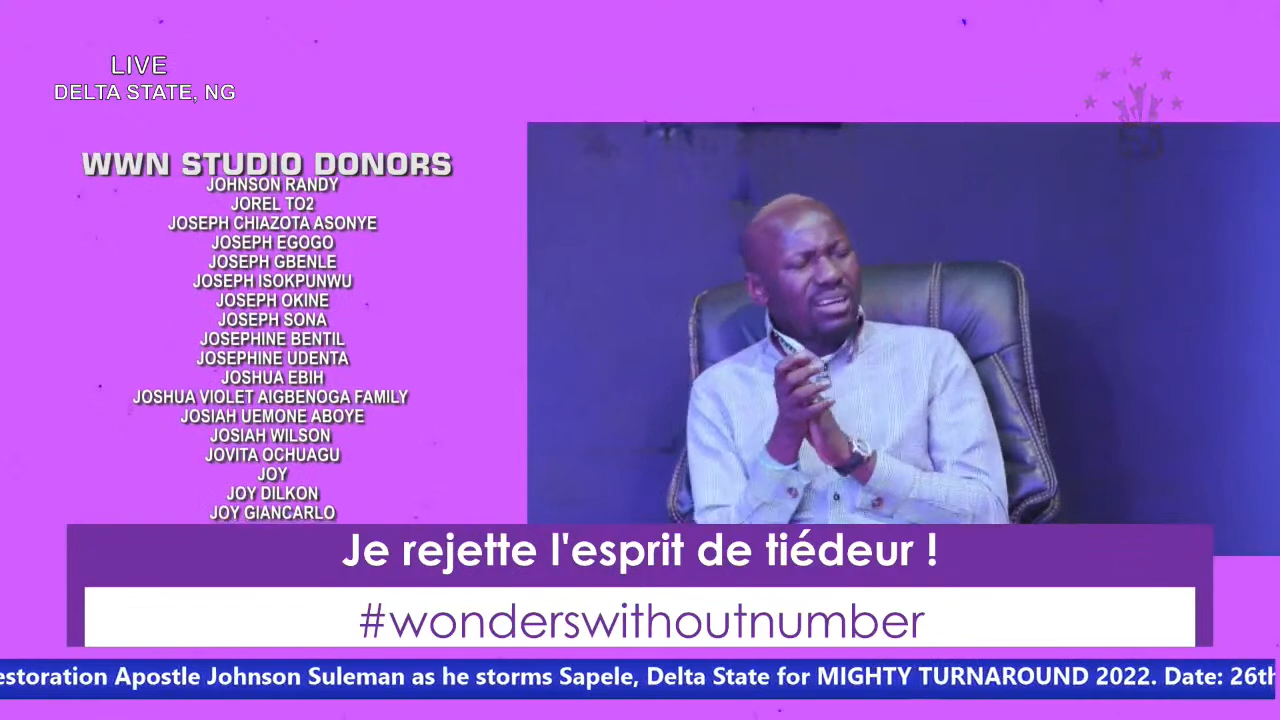 LIVE
DELTA STATE, NG
WWN STUDIO DONORS
JOHNSON RANDY
JOREL TO2
JOSEPH CHIAZOTA ASONYE
JOSEPH EGOGO
JOSEPH GBENLE
JOSEPH ISOKPUNWU
JOSEPH OKINE
JOSEPH SONA
JOSEPHINE BENTIL
JOSEPHINE UDENTA
JOSHUA EBIH
JOSHUA VIOLET AIGBENOGA FAMILY
JOSIAH UEMONE ABOYE
JOSIAH WILSON
JOVITA OCHUAGU
JOY
JOY DILKON
JOY GIANCARLO
Je rejette l'esprit de tiédeur !
#wonderswithoutnumber
estoration Apostle Johnson Suleman as he storms Sapele, Delta State for MIGHTY TURNAROUND 2022. Date: 26th